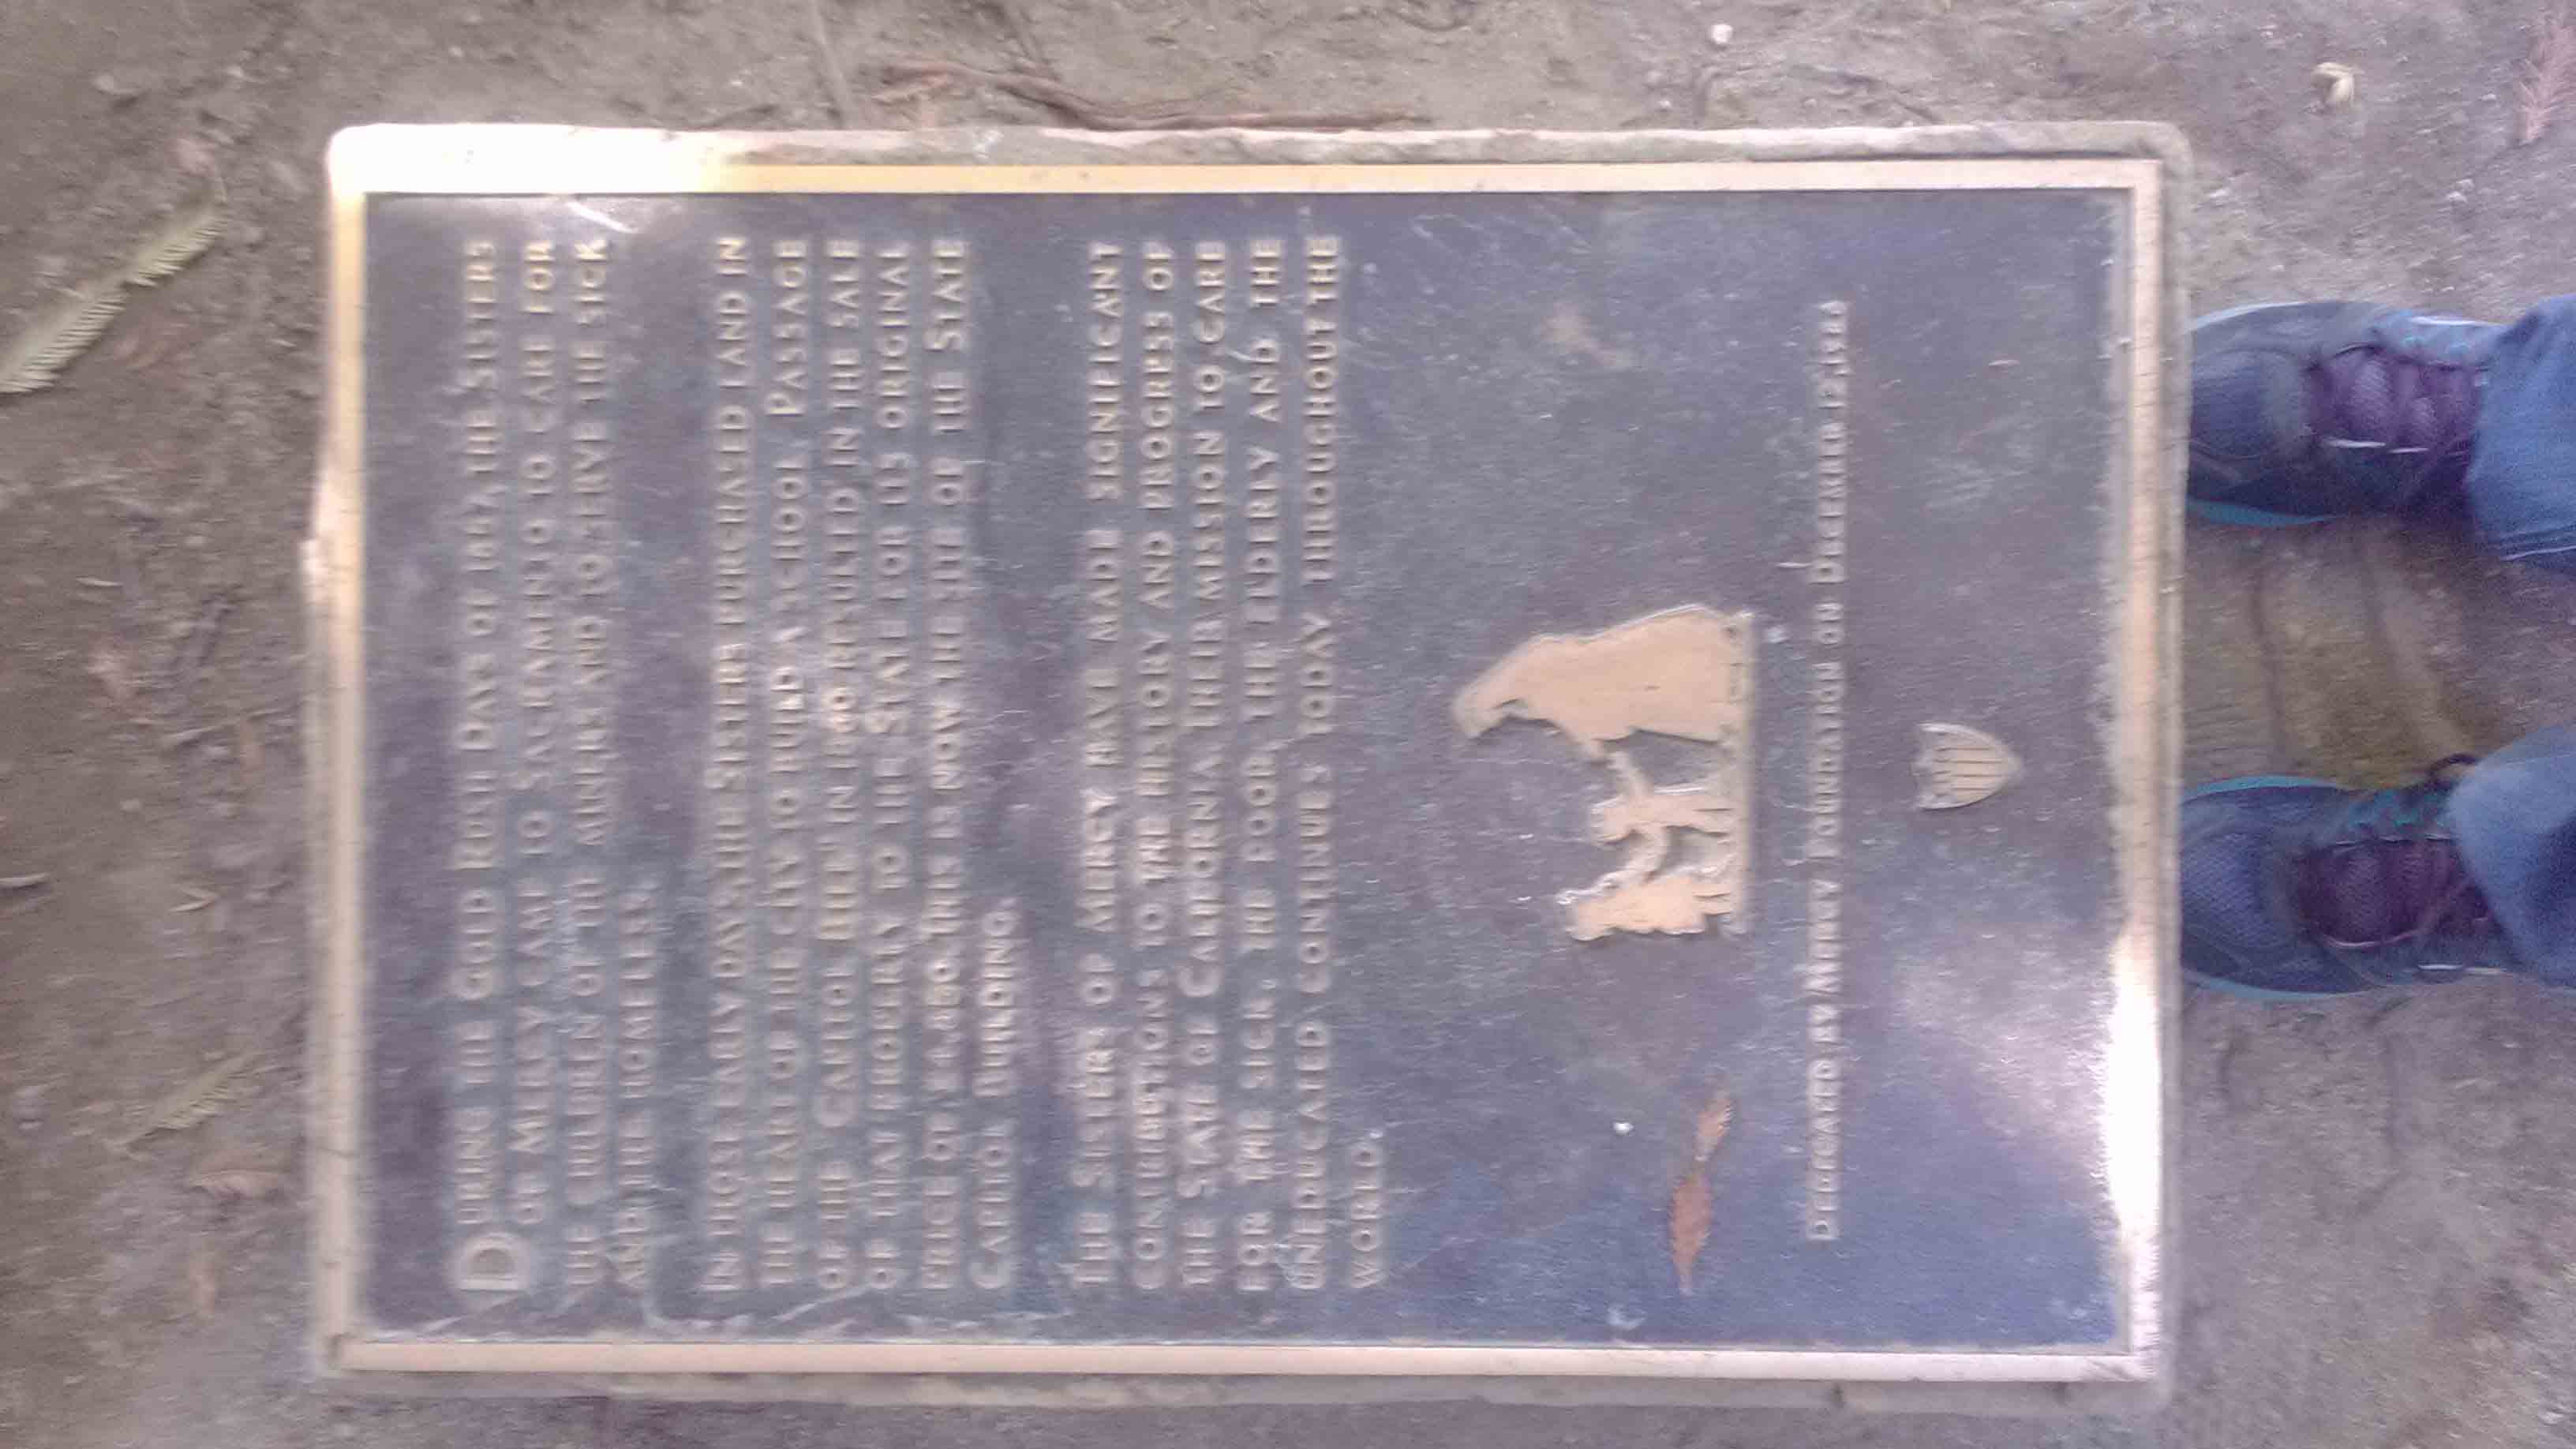 DURING THE GOLD RUSH DAYS OF 1857, THE SISTERS
OF MERCY CAME TO SACRAMENTO TO CARE FOR
THE CHILDREN OF THE MINERS AND TO SERVE THE SICK
AND THE HOMELESS.
IN THOSE EARLY DAYS THE SISTERS PURCHASED LAND IN
THE HEART OF THE CITY TO BUILD A SCHOOL. PASSAGE
OF THE "CAPITOL BILL" IN 1860 RESULTED IN THE SALE
OF THAT PROPERTY TO THE STATE FOR ITS ORIGINAL
PRICE OF THIS IS NOW THE SITE OF THE STATE
CAPITOL BUILDING.
THE SISTERS OF MERCY HAVE MADE SIGNIFICANT
CONTRIBUTIONS TO THE HISTORY AND PROGRESS OF
THE STATE OF CALIFORNIA. THEIR MISSION TO CARE
FOR THE SICK, THE POOR, THE ELDERLY AND THE
UNEDUCATED CONTINUES TODAY THROUGHOUT THE
WORLD.
DEDICATED BY MERCY FOUNDATION ON DECEMBER